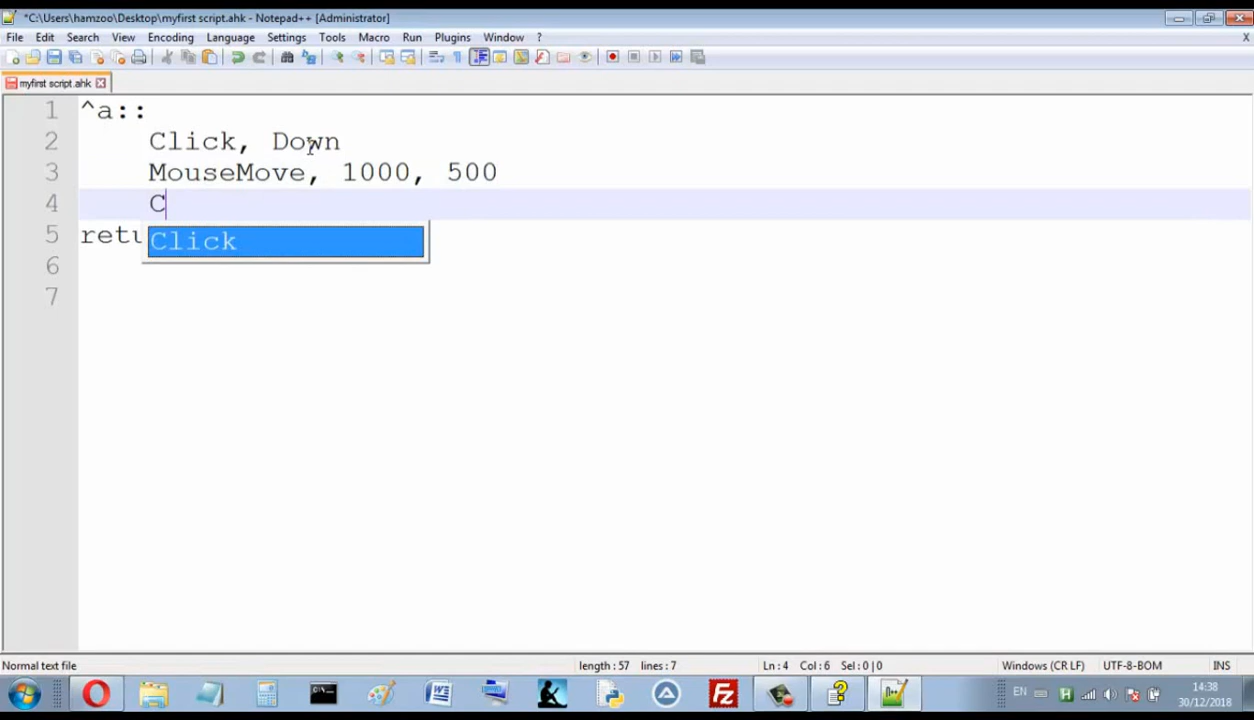 *C:\Users\hamzoo\Desktop\myfirst script.ahk - Notepad++ [Administrator]
File Edit Search View Encoding Language Settings Tools Macro Run Plugins Window ? X
myfirst script.ahk
1 ^a::
2 Click, Down
3 MouseMove, 1000, 500
4 C
5 retu
Click
6
7
Normal text file length : 57 lines : 7 Ln : 4 Col : 6 Sel : 0 | 0 Windows (CR LF) UTF-8-BOM INS
EN 14:38
30/12/2018